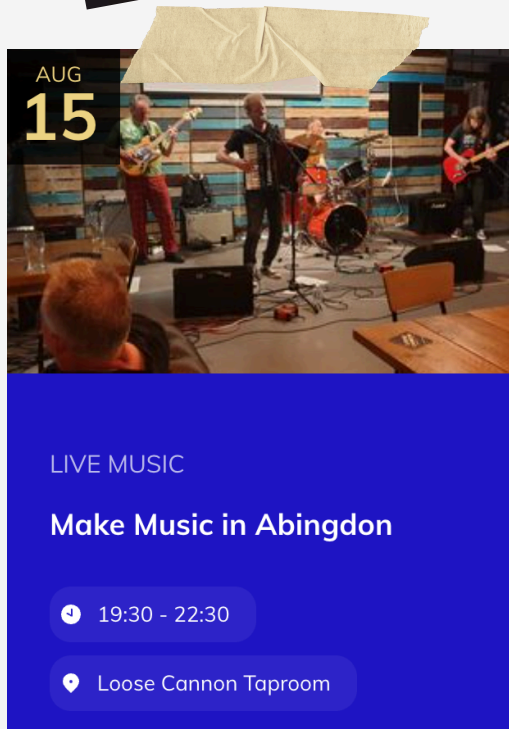 AUG
15
LIVE MUSIC
Make Music in Abingdon
19:30 - 22:30
Loose Cannon Taproom